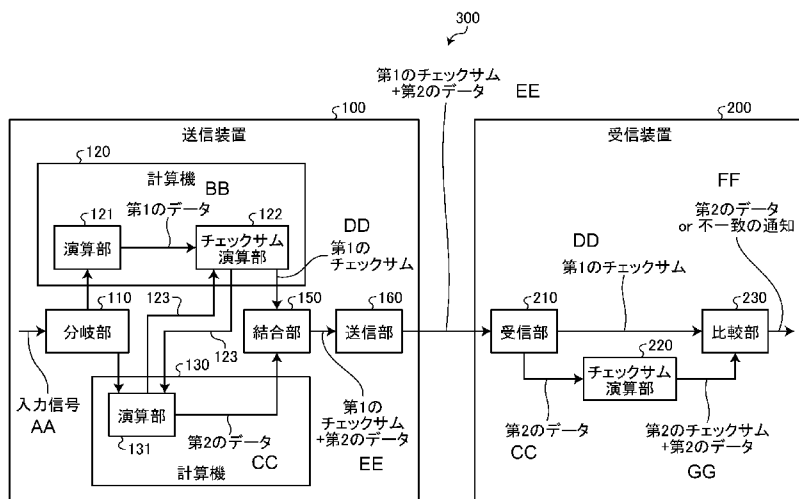 300
第1のチェックサム
+第2のデータ
EE
100
送信装置
200
受信装置
120
計算機
BB
121
第1のデータ
122
演算部
チェックサム
演算部
DD
第1の
チェックサム
FF
第2のデータ
or 不一致の通知
DD
第1のチェックサム
110
123
123
150
160
210
230
分岐部
結合部
送信部
受信部
比較部
220
チェックサム
演算部
入力信号
AA
130
演算部
131
第2のデータ
CC
計算機
第1の
チェックサム
+第2のデータ
EE
第2のデータ
CC
第2のチェックサム
+第2のデータ
GG